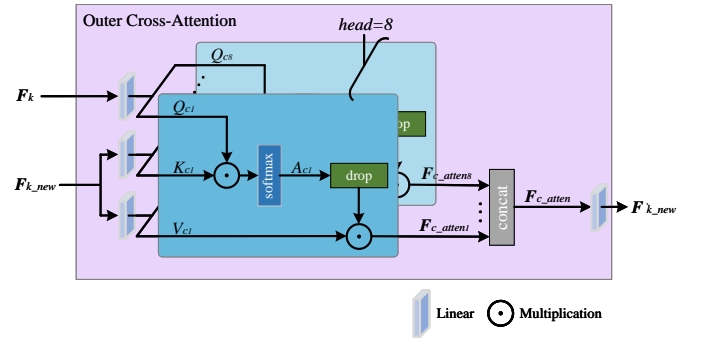 Outer Cross-Attention
head=8
Qc8
Fk
Qc1
op
Kc1
softmax
Ac1
drop
Fc_atten8
Fk_new
concat
Fc_atten
F`k_new
Vc1
Fc_atten1
Linear
Multiplication